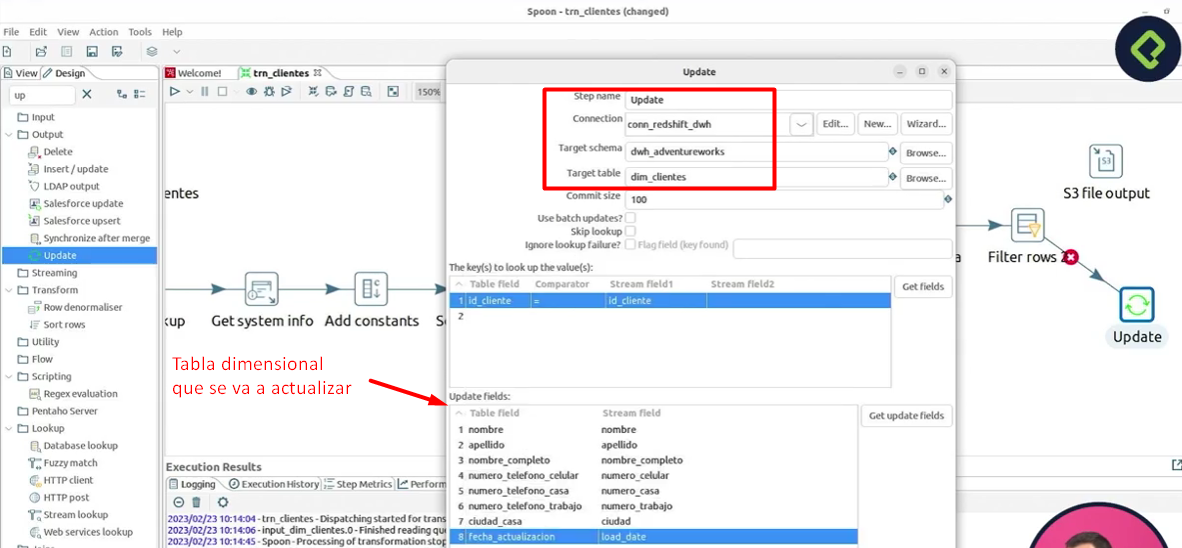 Spoon - trn_clientes (changed)
File Edit View Action Tools Help
View Design
Welcome! trn_clientes
up
150%
Input
Output
Delete
Insert / update
LDAP output
Salesforce update
Salesforce upsert
Synchronize after merge
Update
Streaming
Transform
Row denormaliser
Sort rows
Utility
Flow
Scripting
Regex evaluation
Pentaho Server
Lookup
Database lookup
Fuzzy match
HTTP client
HTTP post
Stream lookup
Web services lookup
entes
kup
Get system info
Add constants
Tabla dimensional
que se va a actualizar
Execution Results
Logging Execution History Step Metrics Perform
2023/02/23 10:14:04 - trn_clientes - Dispatching started for trans
2023/02/23 10:14:06 - input_dim_clientes.0 - Finished reading qu
2023/02/23 10:14:45 - Spoon - Processing of transformation stop
Update
Step name Update
Connection conn_redshift_dwh Edit... New... Wizard...
Target schema dwh_adventureworks Browse...
Target table dim_clientes Browse...
Commit size 100
Use batch updates?
Skip lookup
Ignore lookup failure? Flag field (key found)
The key(s) to look up the value(s):
Table field Comparator Stream field1 Stream field2
Get fields
1 id_cliente = id_cliente
2
Update fields:
Table field Stream field
Get update fields
1 nombre nombre
2 apellido apellido
3 nombre_completo nombre_completo
4 numero_telefono_celular numero_celular
5 numero_telefono_casa numero_casa
6 numero_telefono_trabajo numero_trabajo
7 ciudad_casa ciudad
8 fecha_actualizacion load_date
S3
S3 file output
Filter rows
Update